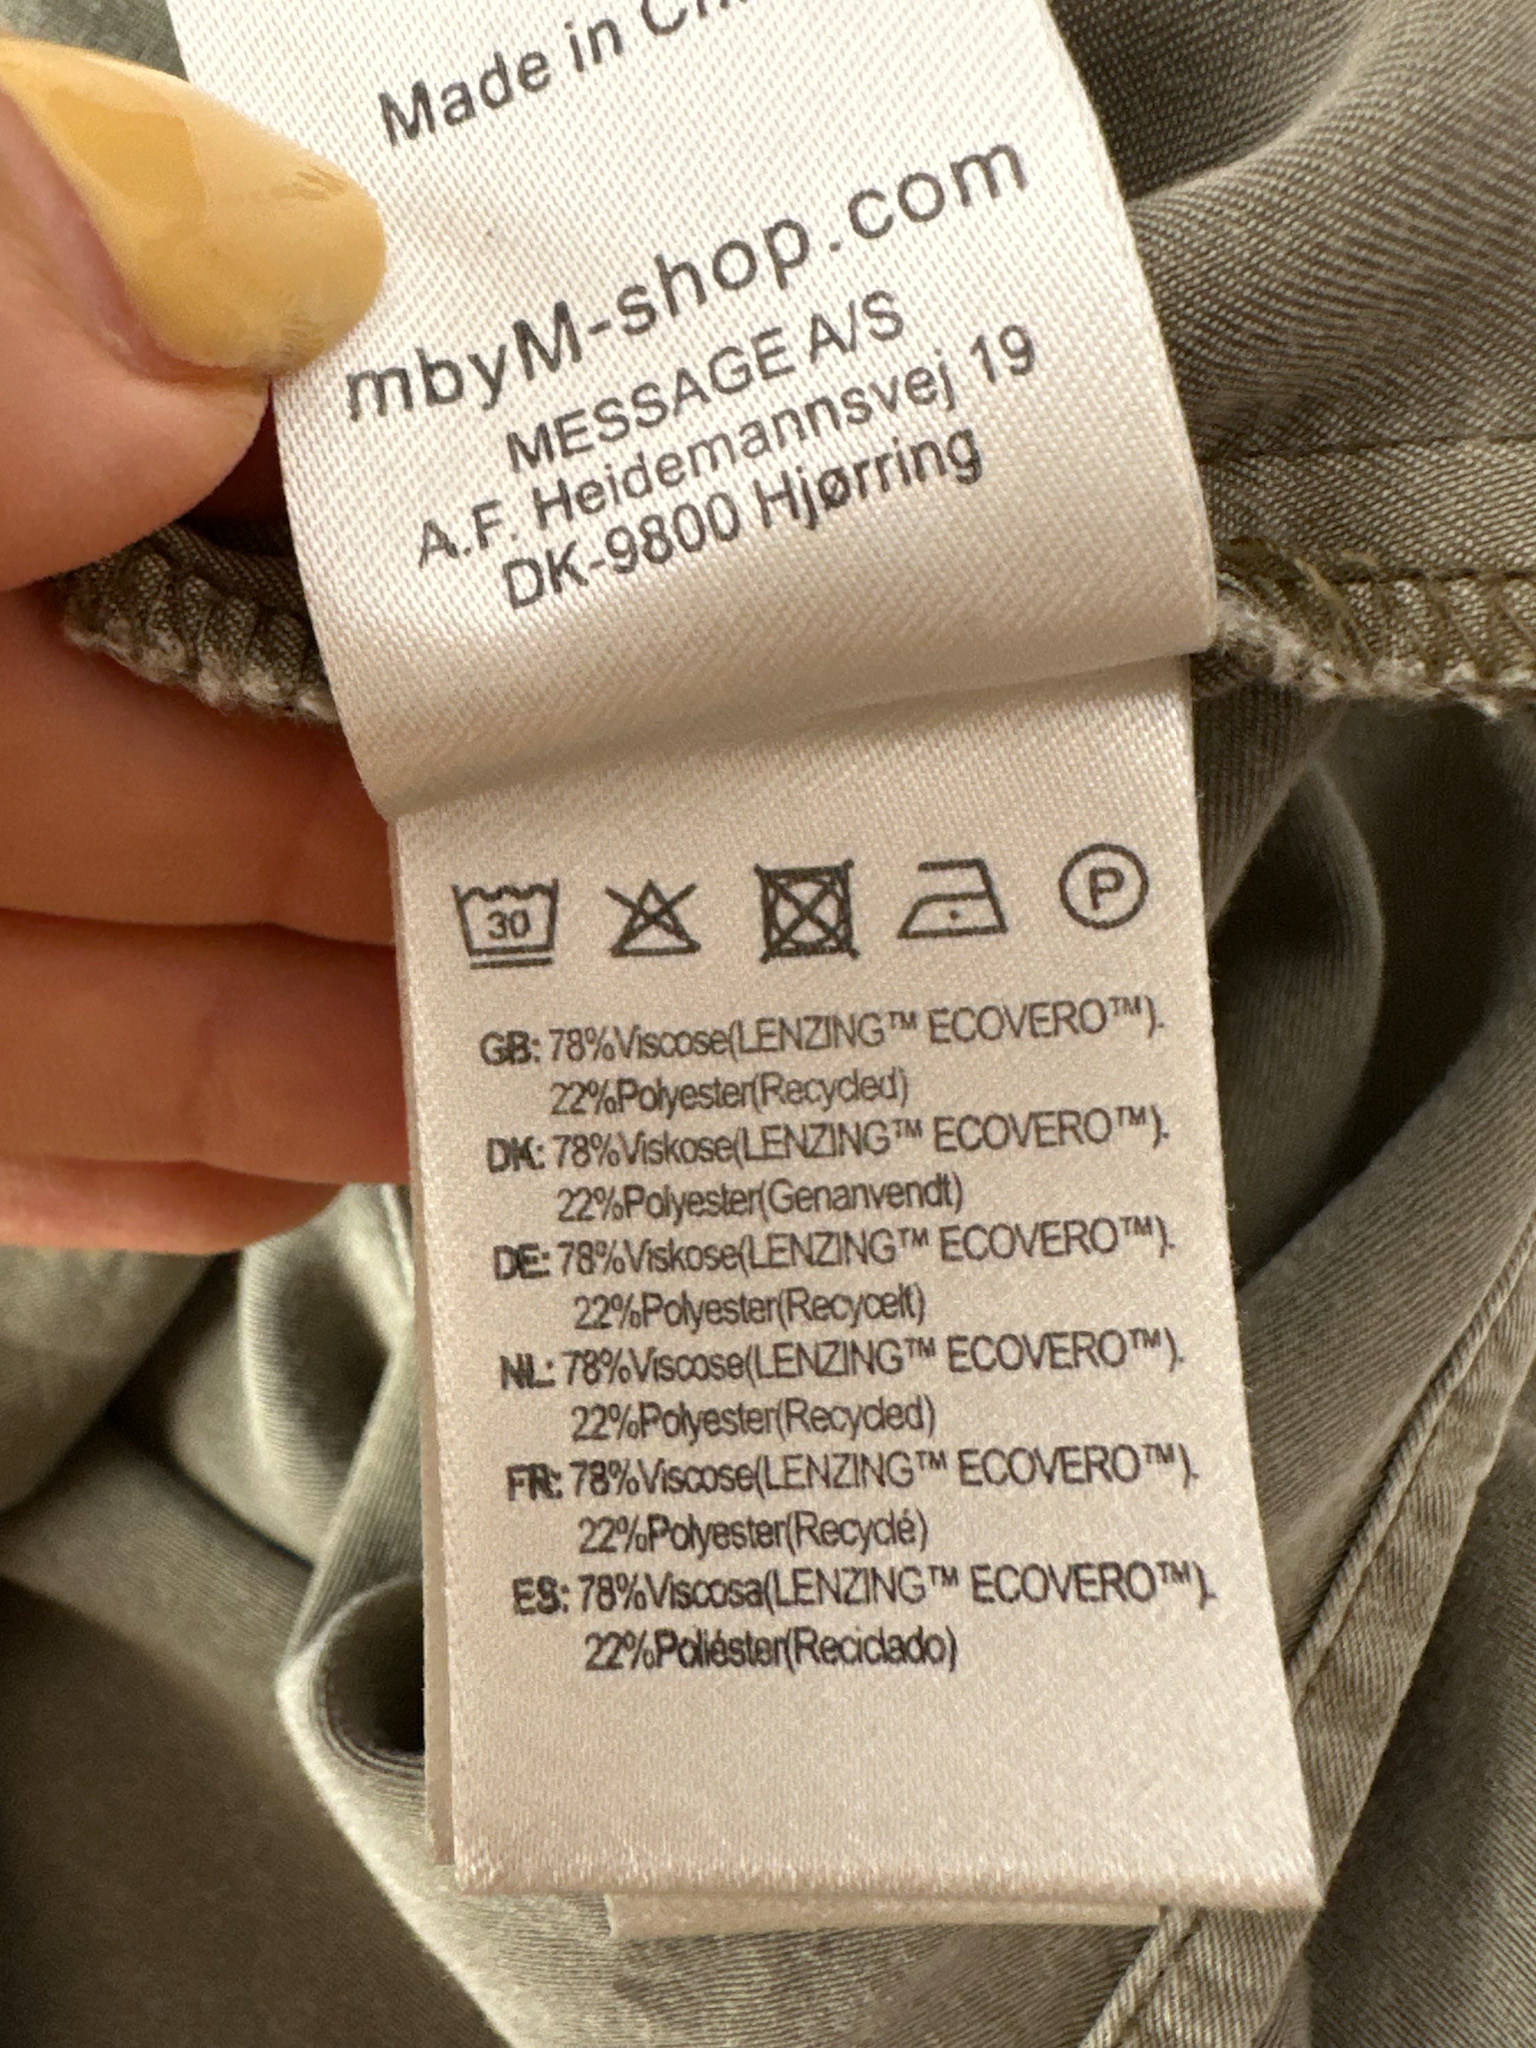 Made in
mbyM-shop.com
MESSAGE A/S
A.F. Heidemannsvej 19
DK-9800 Hjørring
30
P
GB: 78%Viscose(LENZING™ ECOVERO™).
22%Polyester(Recycled)
DK: 78%Viskose(LENZING™ ECOVERO™).
22%Polyester(Genanvendt)
DE: 78%Viskose(LENZING™ ECOVERO™).
22%Polyester(Recycelt)
NL: 78%Viscose(LENZING™ ECOVERO™).
22%Polyester(Recycled)
FR: 78%Viscose(LENZING™ ECOVERO™).
22%Polyester(Recyclé)
ES: 78%Viscosa(LENZING™ ECOVERO™).
22%Poliéster(Reciclado)